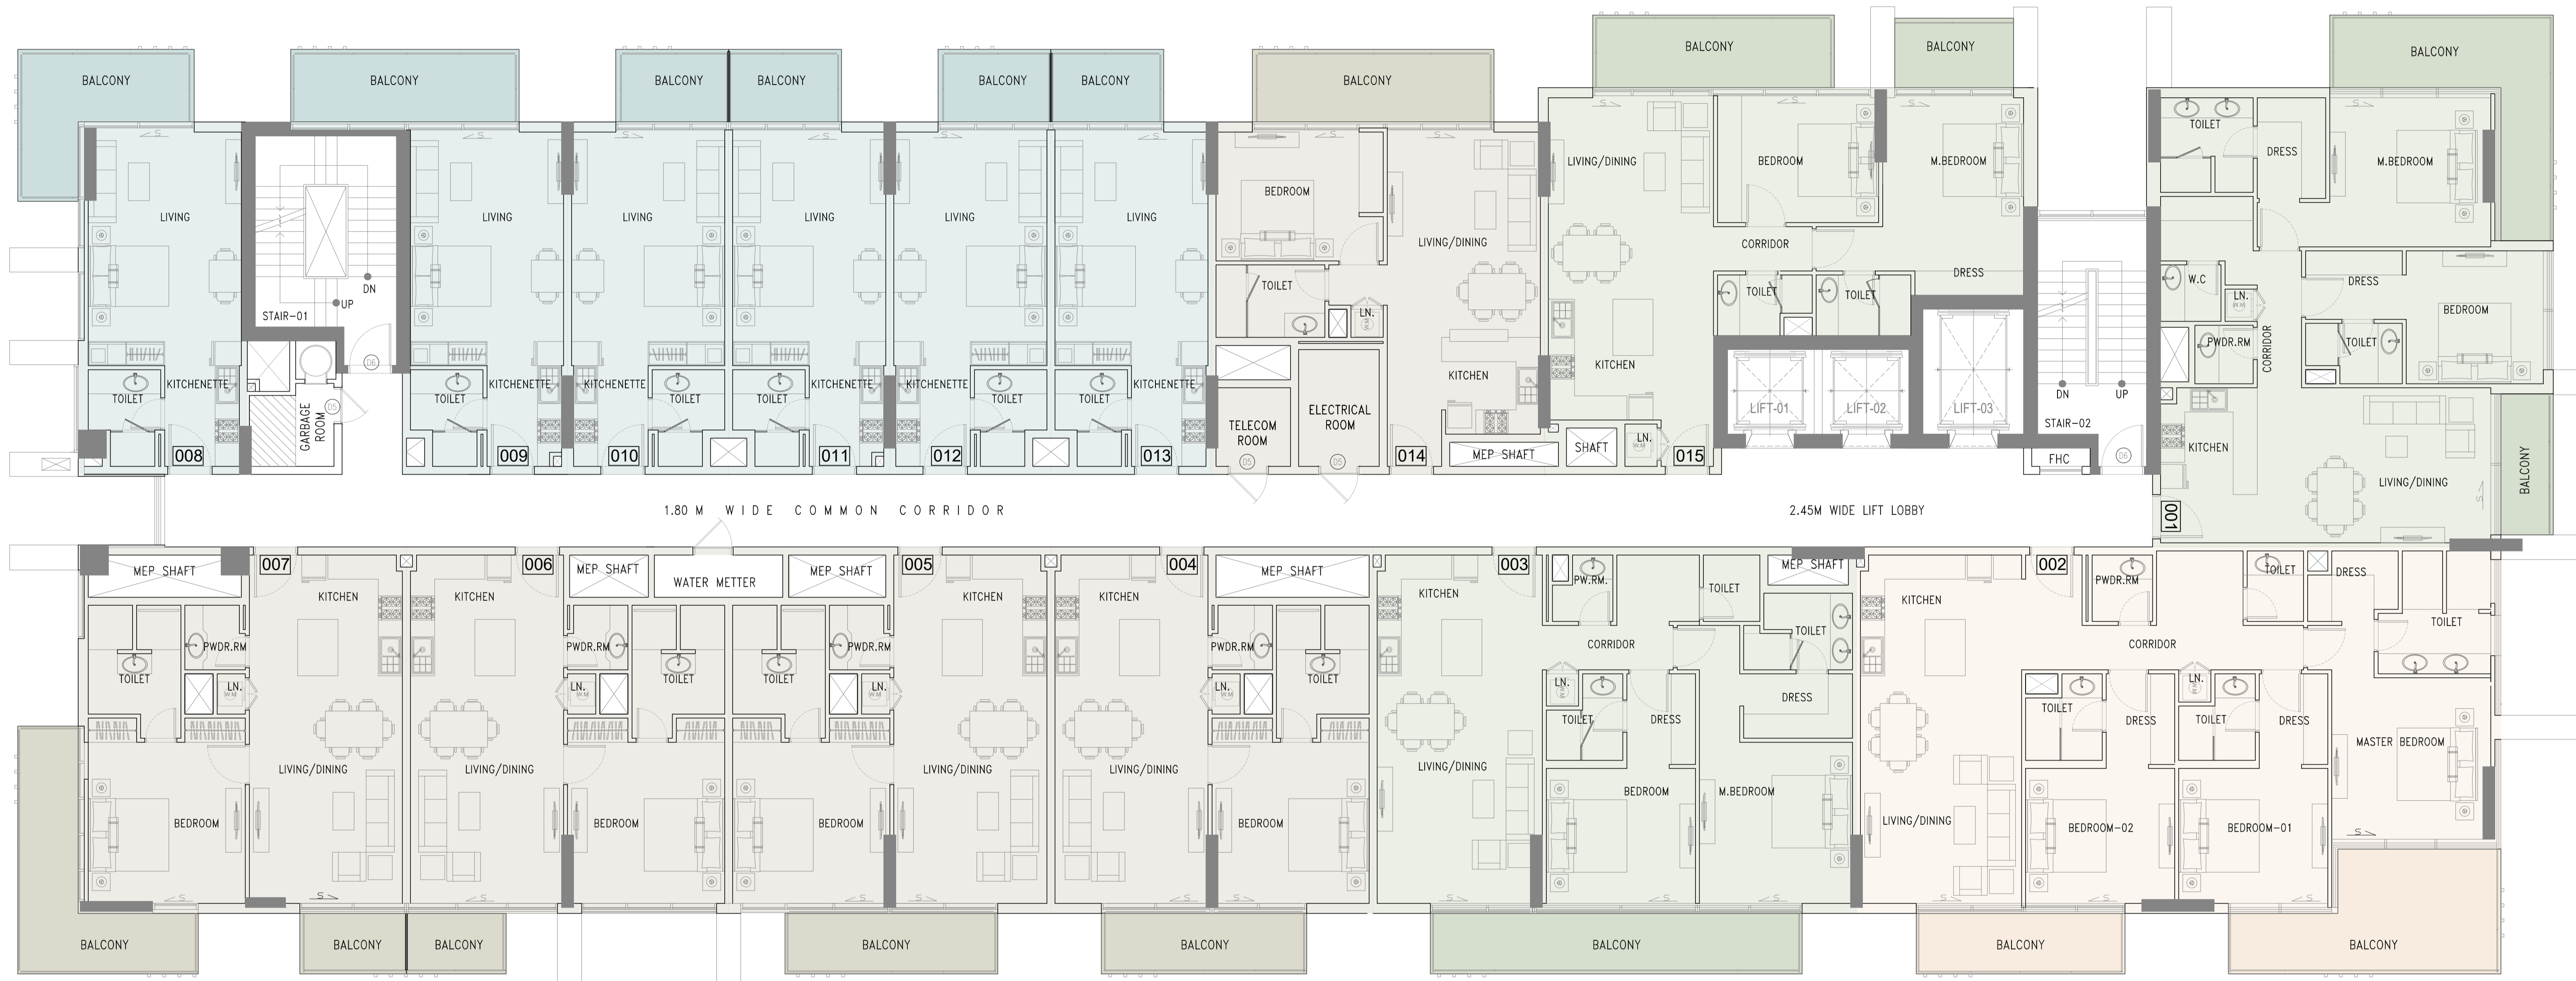 BALCONY
BALCONY
BALCONY
BALCONY
BALCONY
BALCONY
BALCONY
BALCONY
BALCONY
BALCONY
LIVING
STAIR-01
UP
DN
LIVING
LIVING
LIVING
LIVING
LIVING
BEDROOM
LIVING/DINING
LIVING/DINING
BEDROOM
M.BEDROOM
TOILET
DRESS
M.BEDROOM
CORRIDOR
DRESS
TOILET
TOILET
TOILET
LN.
W.M
W.C
LN.
W.M
DRESS
BEDROOM
PWDR.RM
CORRIDOR
TOILET
KITCHENETTE
TOILET
GARBAGE
ROOM
D6
D5
KITCHENETTE
TOILET
KITCHENETTE
TOILET
KITCHENETTE
TOILET
KITCHENETTE
TOILET
KITCHENETTE
TOILET
TELECOM
ROOM
D5
ELECTRICAL
ROOM
D5
KITCHEN
KITCHEN
LIFT-01
LIFT-02
LIFT-03
DN
UP
STAIR-02
FHC
D6
KITCHEN
LIVING/DINING
BALCONY
008
009
010
011
012
013
014
MEP SHAFT
SHAFT
LN.
W.M
015
001
1.80 M WIDE COMMON CORRIDOR
2.45M WIDE LIFT LOBBY
MEP SHAFT
007
006
MEP SHAFT
WATER METTER
MEP SHAFT
005
004
MEP SHAFT
003
PW.RM.
TOILET
MEP SHAFT
002
PWDR.RM
TOILET
DRESS
KITCHEN
KITCHEN
KITCHEN
KITCHEN
KITCHEN
KITCHEN
TOILET
PWDR.RM
LN.
W.M
PWDR.RM
LN.
W.M
TOILET
TOILET
PWDR.RM
LN.
W.M
PWDR.RM
LN.
W.M
TOILET
CORRIDOR
TOILET
CORRIDOR
TOILET
LN.
W.M
TOILET
DRESS
DRESS
TOILET
DRESS
LN.
W.M
TOILET
DRESS
LIVING/DINING
LIVING/DINING
LIVING/DINING
LIVING/DINING
LIVING/DINING
MASTER BEDROOM
BEDROOM
BEDROOM
BEDROOM
BEDROOM
BEDROOM
M.BEDROOM
LIVING/DINING
BEDROOM-02
BEDROOM-01
BALCONY
BALCONY
BALCONY
BALCONY
BALCONY
BALCONY
BALCONY
BALCONY